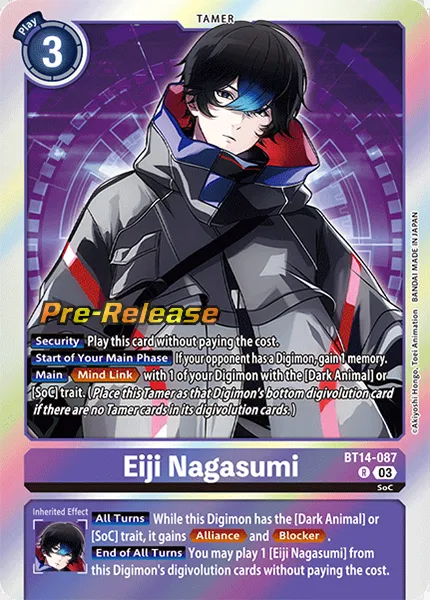 Play
3
TAMER
Pre-Release
Security Play this card without paying the cost.
Start of Your Main Phase If your opponent has a Digimon, gain 1 memory.
Main Mind Link with 1 of your Digimon with the [Dark Animal] or
[SoC] trait. (Place this Tamer as that Digimon's bottom digivolution card
if there are no Tamer cards in its digivolution cards.)
©Akiyoshi Hongo, Toei Animation BANDAI MADE IN JAPAN
Eiji Nagasumi
BT14-087
R 03
SoC
Inherited Effect
All Turns While this Digimon has the [Dark Animal] or
[SoC] trait, it gains Alliance and Blocker.
End of All Turns You may play 1 [Eiji Nagasumi] from
this Digimon's digivolution cards without paying the cost.